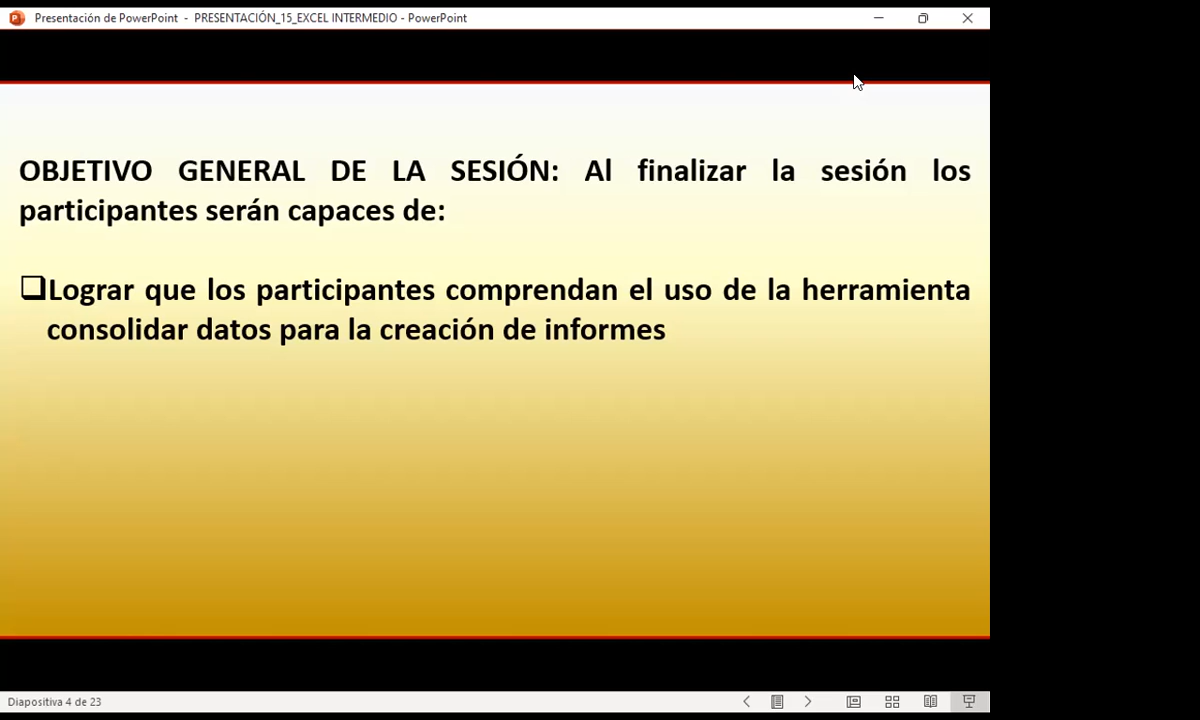 Presentación de PowerPoint - PRESENTACIÓN_15_EXCEL INTERMEDIO - PowerPoint
OBJETIVO GENERAL DE LA SESIÓN: Al finalizar la sesión los
participantes serán capaces de:
Lograr que los participantes comprendan el uso de la herramienta
consolidar datos para la creación de informes
Diapositiva 4 de 23